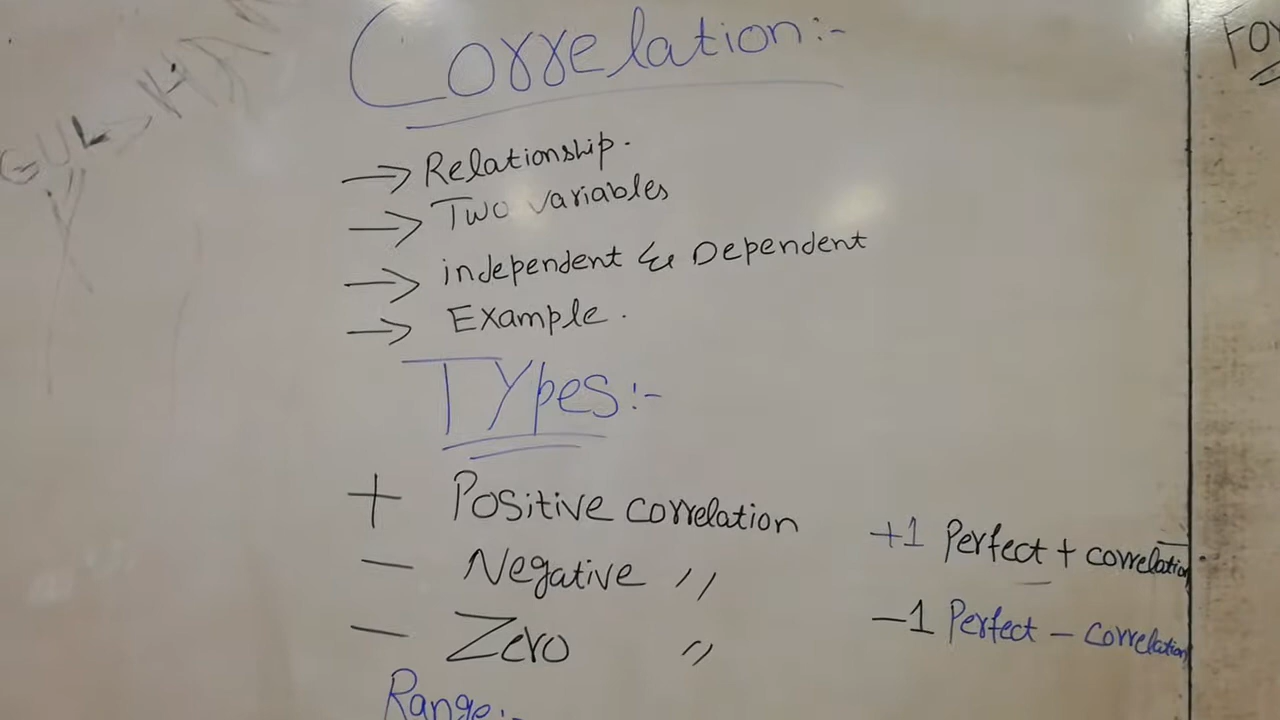 Correlation:-
→ Relationship.
→ Two variables
→ independent & Dependent
→ Example.
Types:-
+ Positive correlation
— Negative "
— Zero "
+1 Perfect + correlation
−1 Perfect − correlation
Range:-